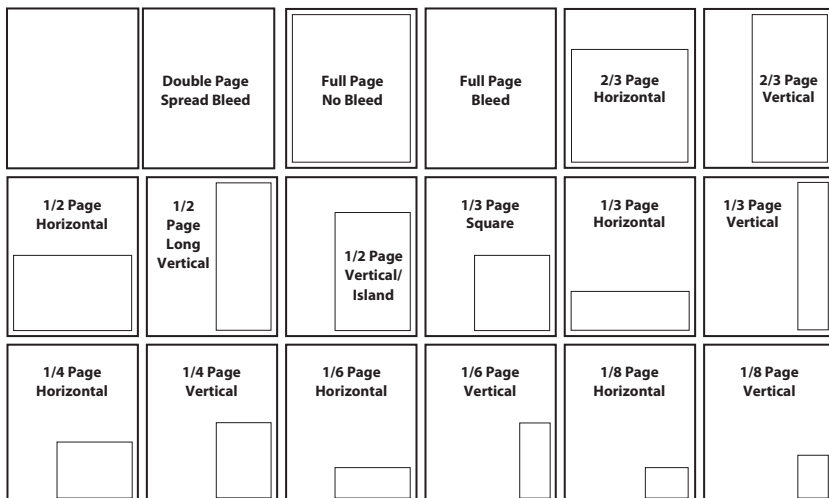 Double Page
Spread Bleed
Full Page
No Bleed
Full Page
Bleed
2/3 Page
Horizontal
2/3 Page
Vertical
1/2 Page
Horizontal
1/2
Page
Long
Vertical
1/2 Page
Vertical/
Island
1/3 Page
Square
1/3 Page
Horizontal
1/3 Page
Vertical
1/4 Page
Horizontal
1/4 Page
Vertical
1/6 Page
Horizontal
1/6 Page
Vertical
1/8 Page
Horizontal
1/8 Page
Vertical